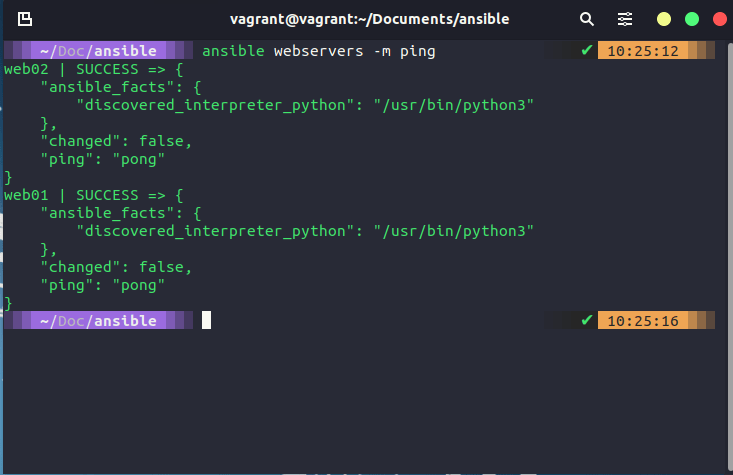 vagrant@vagrant:~/Documents/ansible
~/Doc/ansible ansible webservers -m ping ✔ 10:25:12
web02 | SUCCESS => {
    "ansible_facts": {
        "discovered_interpreter_python": "/usr/bin/python3"
    },
    "changed": false,
    "ping": "pong"
}
web01 | SUCCESS => {
    "ansible_facts": {
        "discovered_interpreter_python": "/usr/bin/python3"
    },
    "changed": false,
    "ping": "pong"
}
~/Doc/ansible ✔ 10:25:16